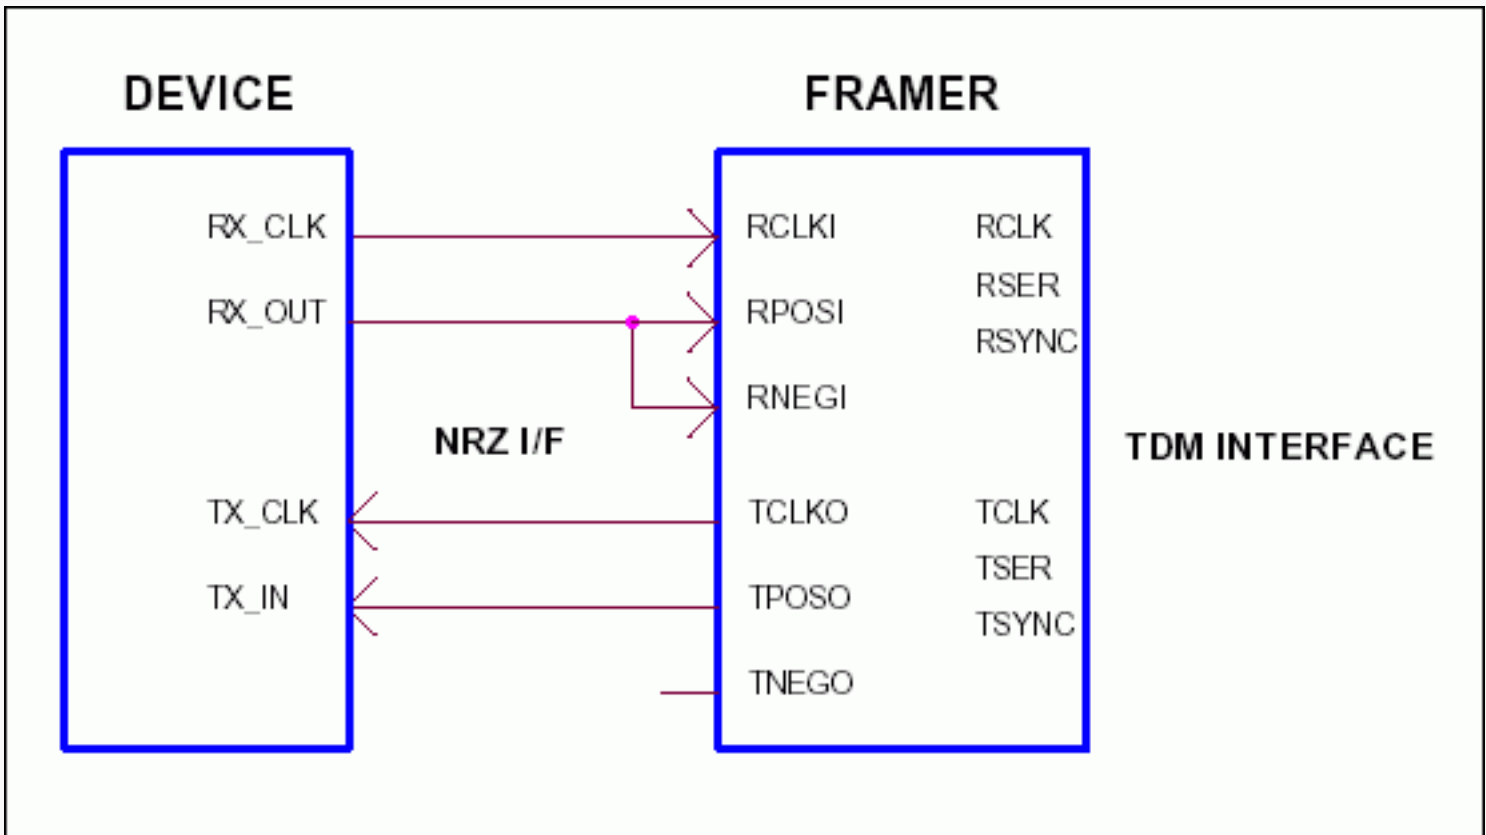 DEVICE
FRAMER
RX_CLK
RX_OUT
TX_CLK
TX_IN
NRZ I/F
RCLKI
RPOSI
RNEGI
TCLKO
TPOSO
TNEGO
RCLK
RSER
RSYNC
TCLK
TSER
TSYNC
TDM INTERFACE